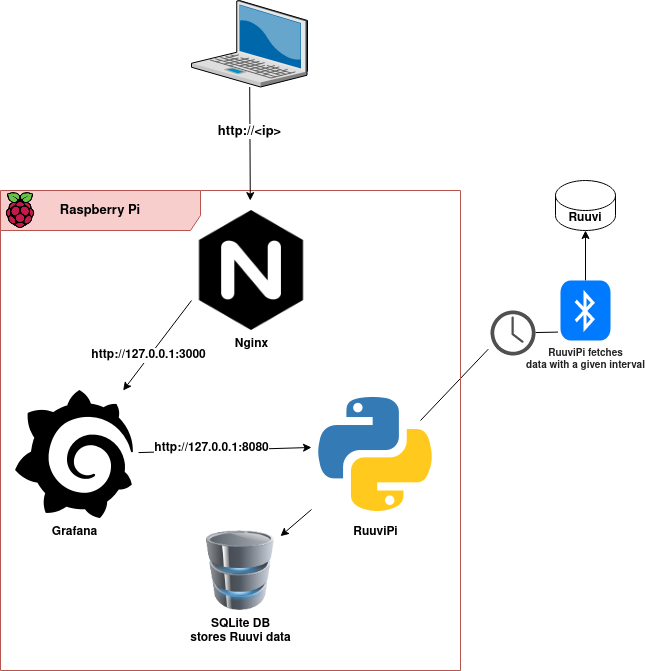 http://<ip>
Raspberry Pi
Ruuvi
Nginx
RuuviPi fetches
data with a given interval
http://127.0.0.1:3000
http://127.0.0.1:8080
Grafana
RuuviPi
SQLite DB
stores Ruuvi data